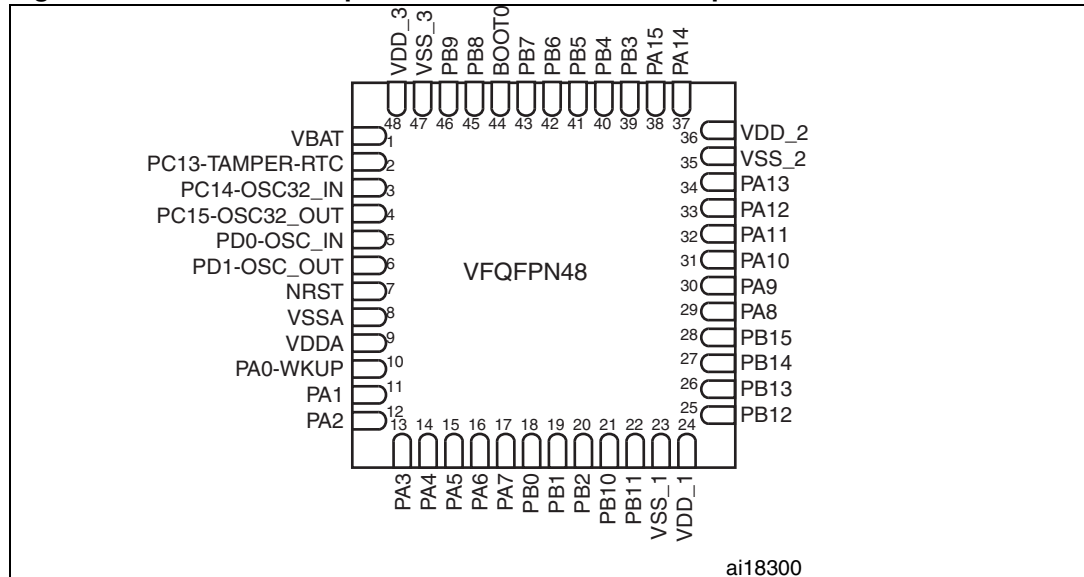 VDD_3
VSS_3
PB9
PB8
BOOT0
PB7
PB6
PB5
PB4
PB3
PA15
PA14
48
47
46
45
44
43
42
41
40
39
38
37
VBAT 1
PC13-TAMPER-RTC 2
PC14-OSC32_IN 3
PC15-OSC32_OUT 4
PD0-OSC_IN 5
PD1-OSC_OUT 6
NRST 7
VSSA 8
VDDA 9
PA0-WKUP 10
PA1 11
PA2 12
VFQFPN48
36 VDD_2
35 VSS_2
34 PA13
33 PA12
32 PA11
31 PA10
30 PA9
29 PA8
28 PB15
27 PB14
26 PB13
25 PB12
13
14
15
16
17
18
19
20
21
22
23
24
PA3
PA4
PA5
PA6
PA7
PB0
PB1
PB2
PB10
PB11
VSS_1
VDD_1
ai18300